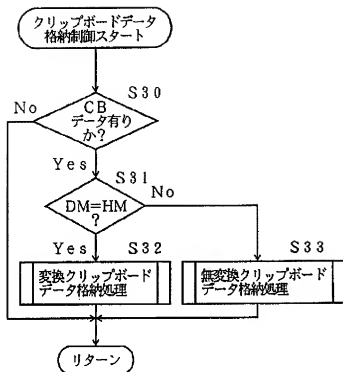 クリップボードデータ
格納制御スタート
S30
No
CB
データ有り
か?
Yes
S31
No
DM=HM
?
Yes
S32
S33
変換クリップボード
データ格納処理
無変換クリップボード
データ格納処理
リターン